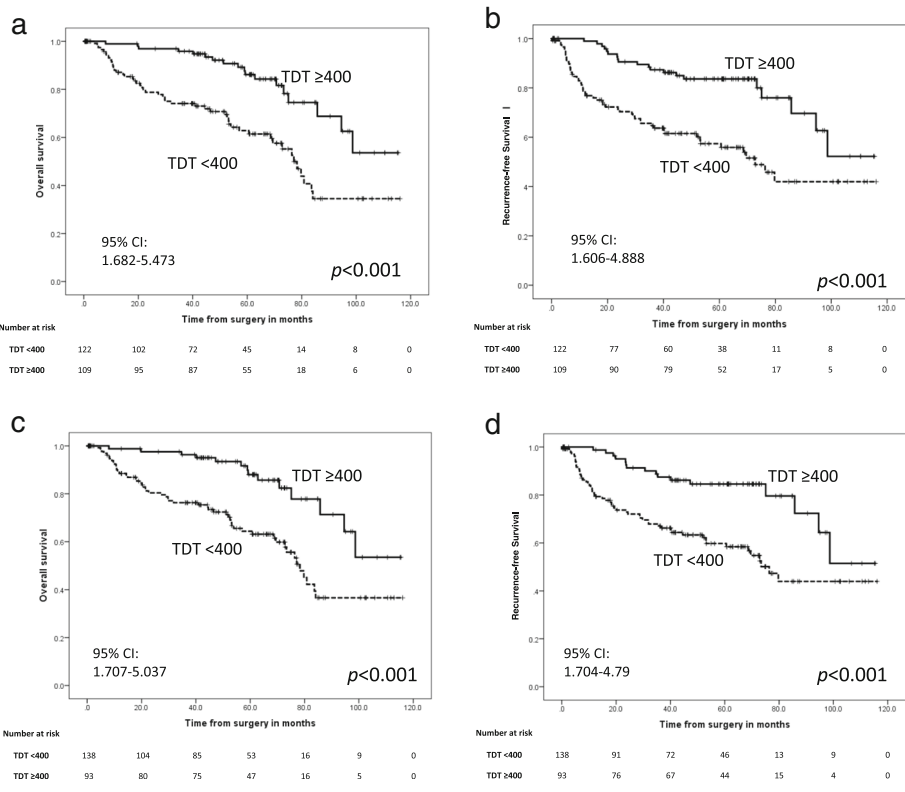 a
1.0
0.8
0.6
0.4
0.2
0.0
Overall survival
TDT ≥400
TDT <400
95% CI:
1.682-5.473
p<0.001
.0 20.0 40.0 60.0 80.0 100.0 120.0
Time from surgery in months
Number at risk
TDT <400 122 102 72 45 14 8 0
TDT ≥400 109 95 87 55 18 6 0
b
1.0
.8
.6
.4
.2
.0
Recurrence-free Survival I
TDT ≥400
TDT <400
95% CI:
1.606-4.888
p<0.001
.0 20.0 40.0 60.0 80.0 100.0 120.0
Time from surgery in months
Number at risk
TDT <400 122 77 60 38 11 8 0
TDT ≥400 109 90 79 52 17 5 0
c
1.0
0.8
0.6
0.4
0.2
0.0
Overall survival
TDT ≥400
TDT <400
95% CI:
1.707-5.037
p<0.001
.0 20.0 40.0 60.0 80.0 100.0 120.0
Time from surgery in months
Number at risk
TDT <400 138 104 85 53 16 9 0
TDT ≥400 93 80 75 47 16 5 0
d
1.0
.8
.6
.4
.2
.0
Recurrence-free Survival
TDT ≥400
TDT <400
95% CI:
1.704-4.79
p<0.001
.0 20.0 40.0 60.0 80.0 100.0 120.0
Time from surgery in months
Number at risk
TDT <400 138 91 72 46 13 9 0
TDT ≥400 93 76 67 44 15 4 0